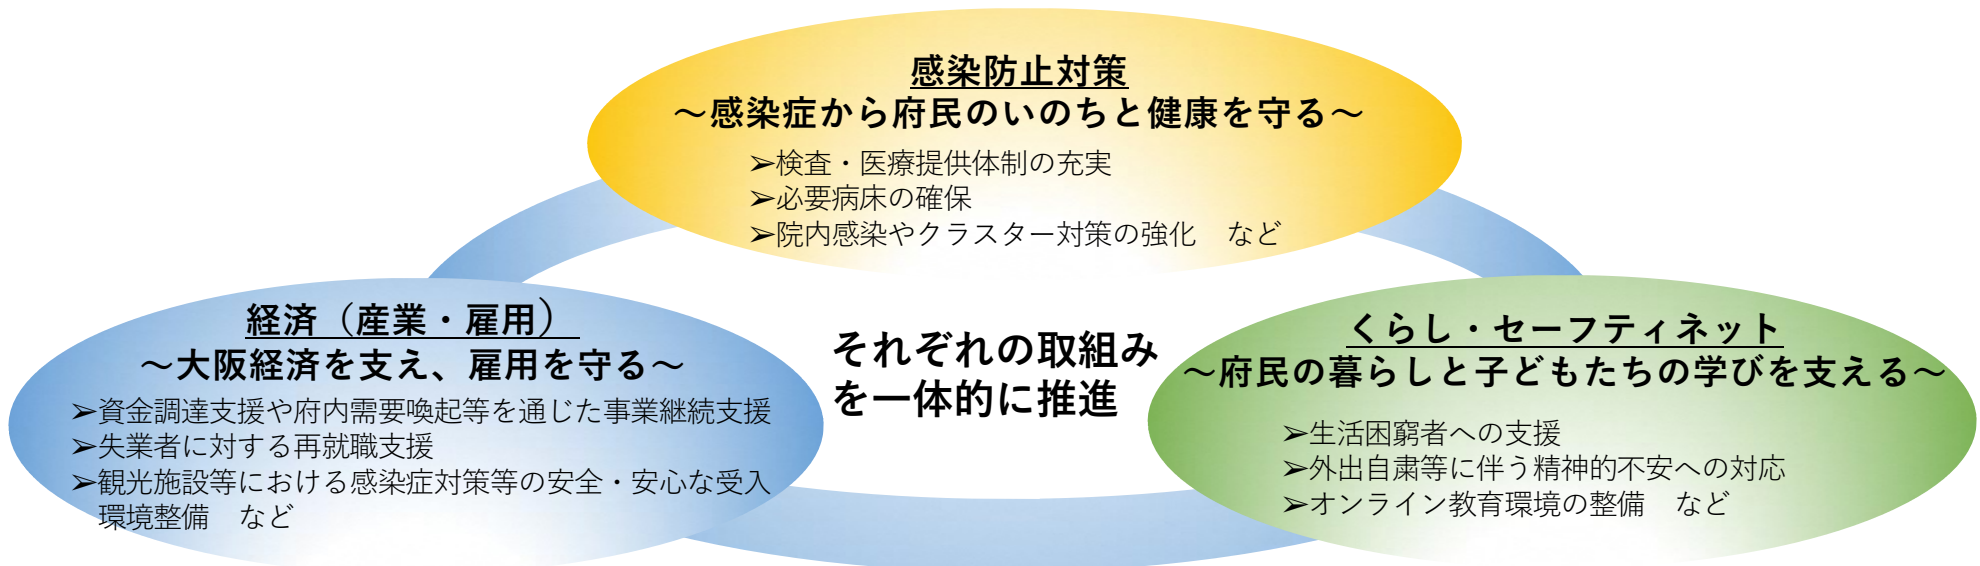 感染防止対策
～感染症から府民のいのちと健康を守る～
➢検査・医療提供体制の充実
➢必要病床の確保
➢院内感染やクラスター対策の強化　など
経済（産業・雇用）
～大阪経済を支え、雇用を守る～
➢資金調達支援や府内需要喚起等を通じた事業継続支援
➢失業者に対する再就職支援
➢観光施設等における感染症対策等の安全・安心な受入
環境整備　など
それぞれの取組み
を一体的に推進
くらし・セーフティネット
～府民の暮らしと子どもたちの学びを支える～
➢生活困窮者への支援
➢外出自粛等に伴う精神的不安への対応
➢オンライン教育環境の整備　など